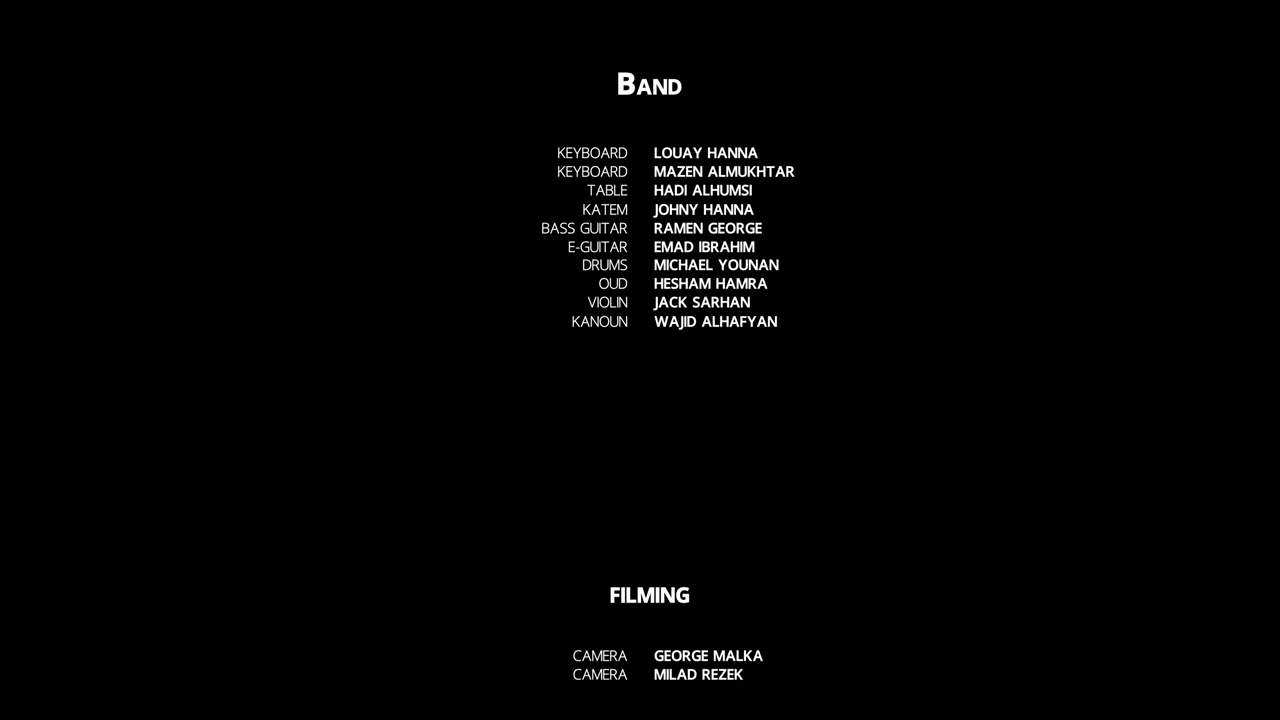 Band
KEYBOARD LOUAY HANNA
KEYBOARD MAZEN ALMUKHTAR
TABLE HADI ALHUMSI
KATEM JOHNY HANNA
BASS GUITAR RAMEN GEORGE
E-GUITAR EMAD IBRAHIM
DRUMS MICHAEL YOUNAN
OUD HESHAM HAMRA
VIOLIN JACK SARHAN
KANOUN WAJID ALHAFYAN
FILMING
CAMERA GEORGE MALKA
CAMERA MILAD REZEK